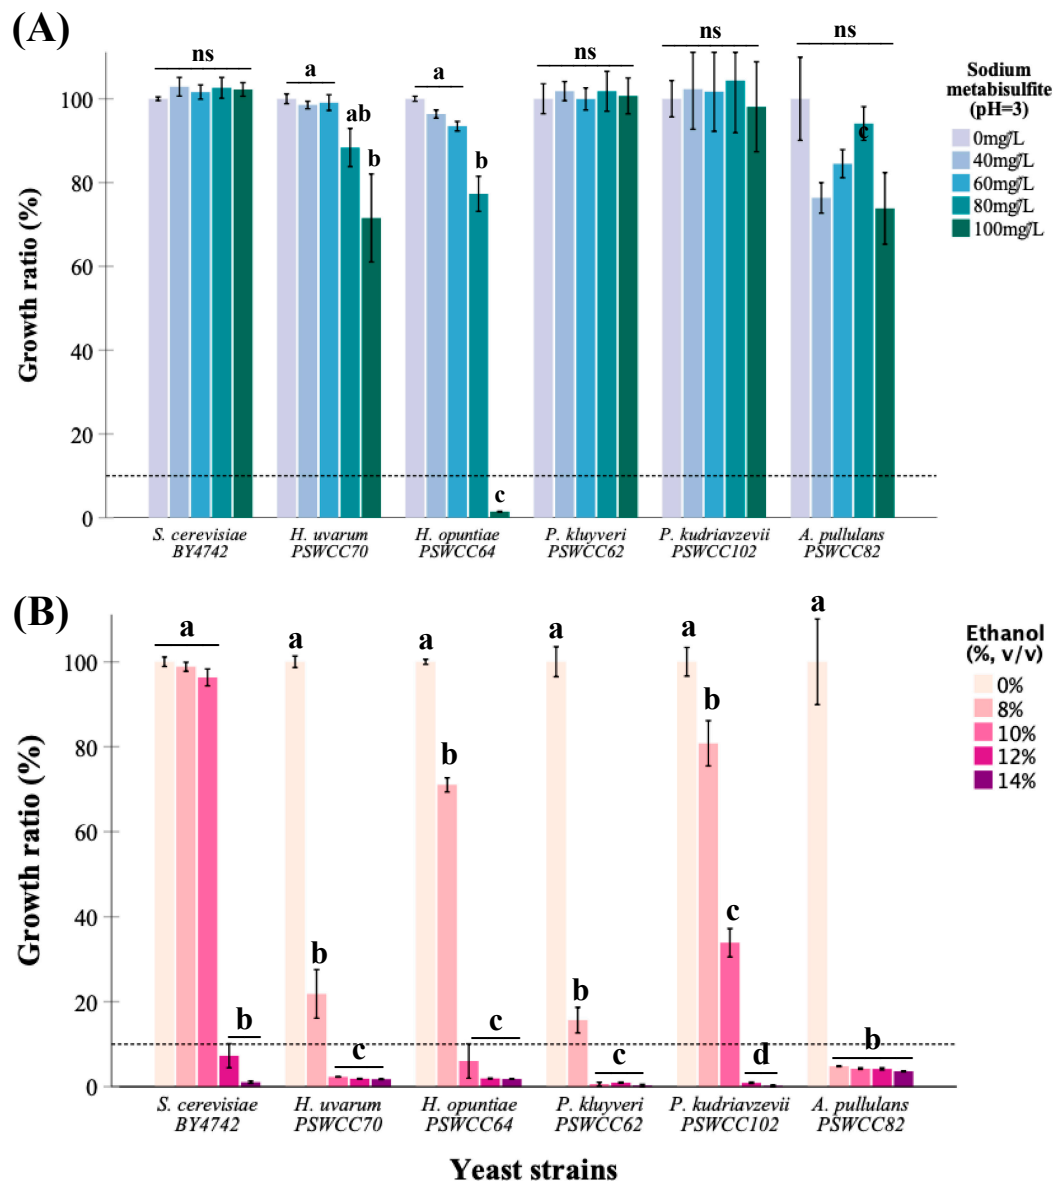 (A)
ns
a
ab
b
a
b
c
ns
ns
ns
c
Sodium
metabisulfite
(pH=3)
0mg/L
40mg/L
60mg/L
80mg/L
100mg/L
Growth ratio (%)
100
80
60
40
20
0
S. cerevisiae
BY4742
H. uvarum
PSWCC70
H. opuntiae
PSWCC64
P. kluyveri
PSWCC62
P. kudriavzevii
PSWCC102
A. pullulans
PSWCC82
(B)
a
b
a
b
c
a
b
c
a
b
c
a
b
c
d
a
b
Ethanol
(%, v/v)
0%
8%
10%
12%
14%
Growth ratio (%)
100
80
60
40
20
0
S. cerevisiae
BY4742
H. uvarum
PSWCC70
H. opuntiae
PSWCC64
P. kluyveri
PSWCC62
P. kudriavzevii
PSWCC102
A. pullulans
PSWCC82
Yeast strains